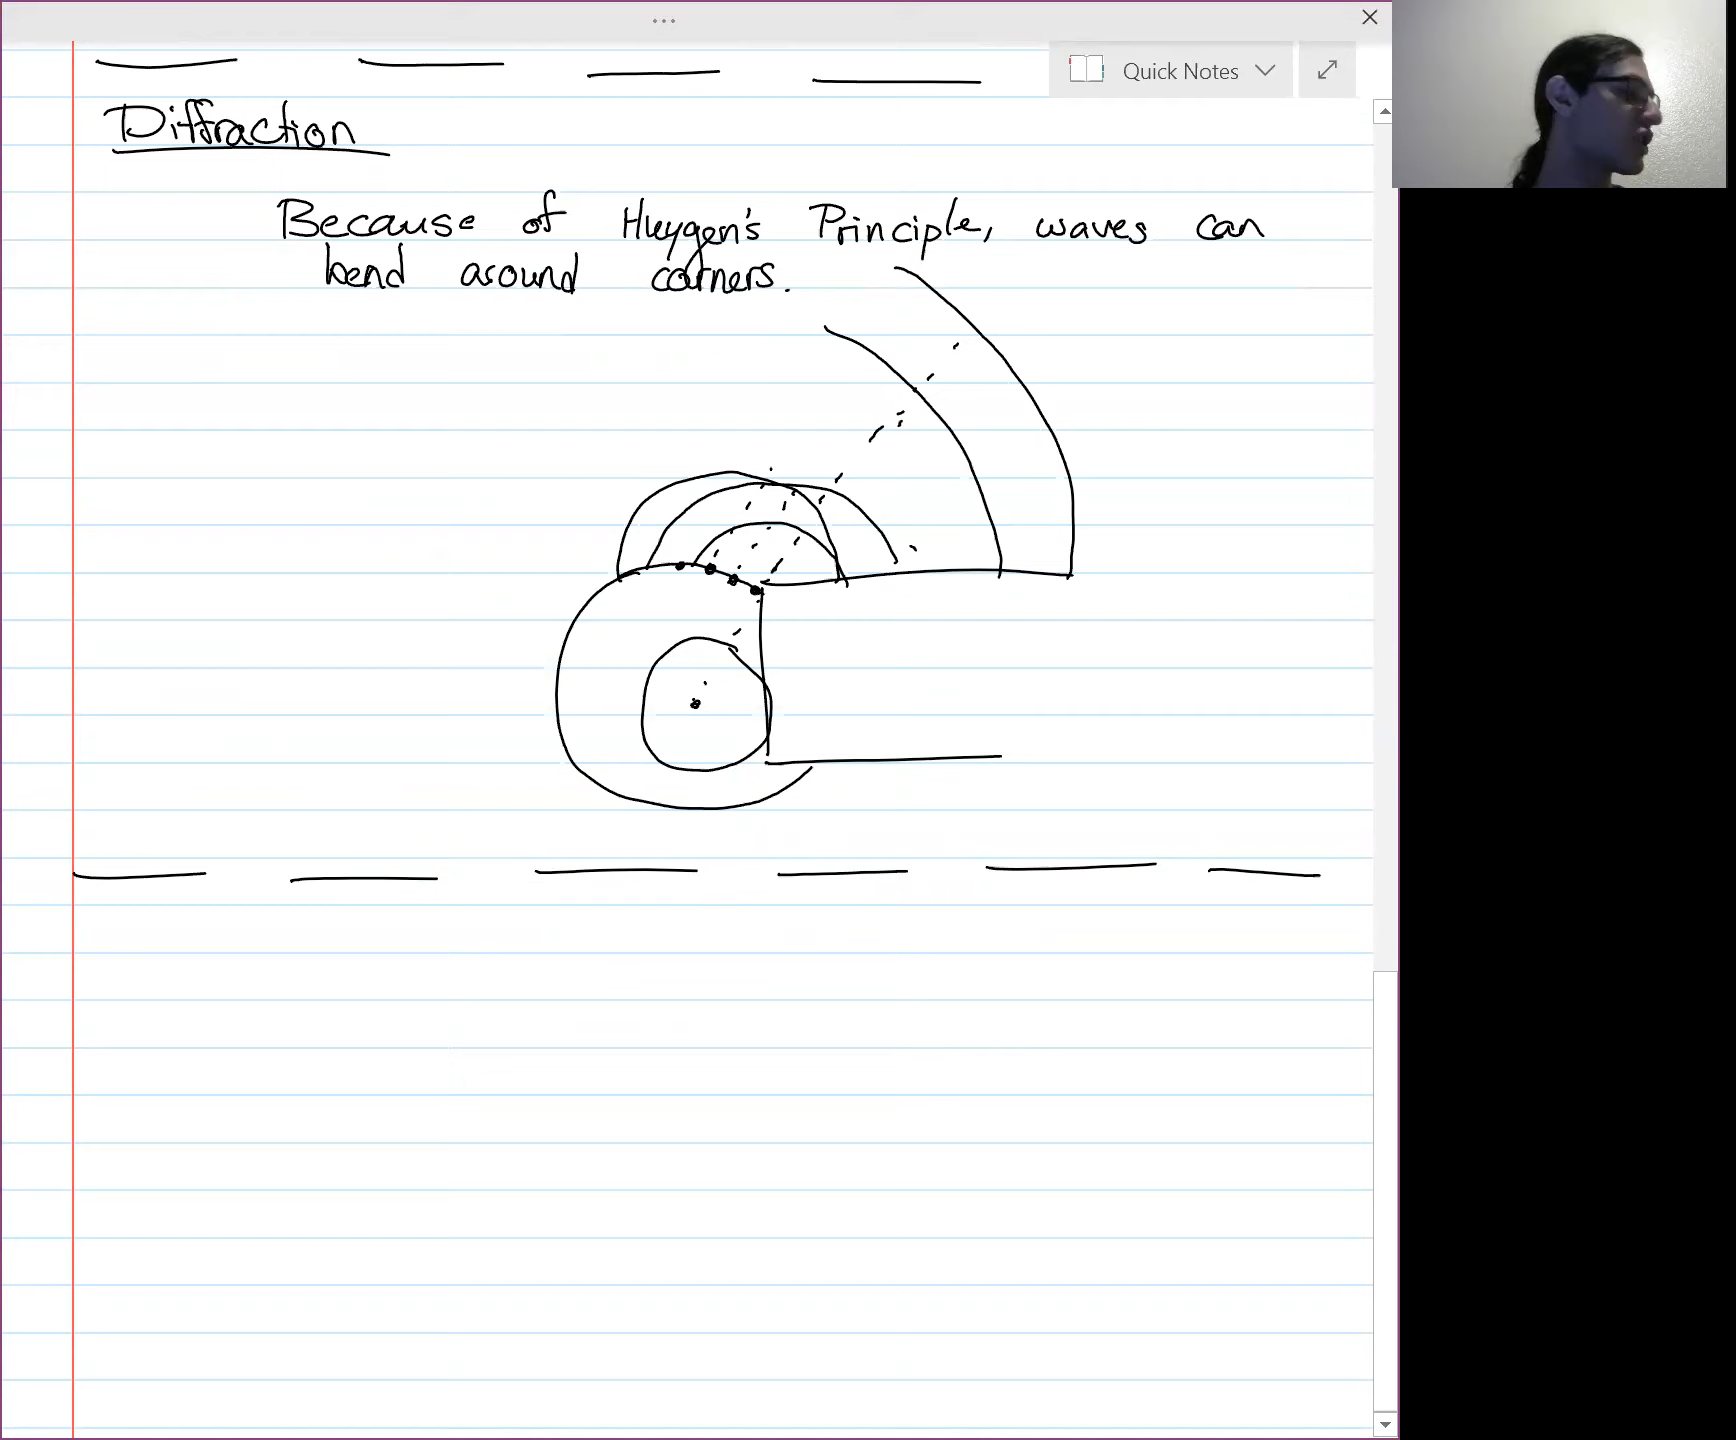 Quick Notes
Diffraction
Because of Huygen's Principle, waves can
bend around corners.